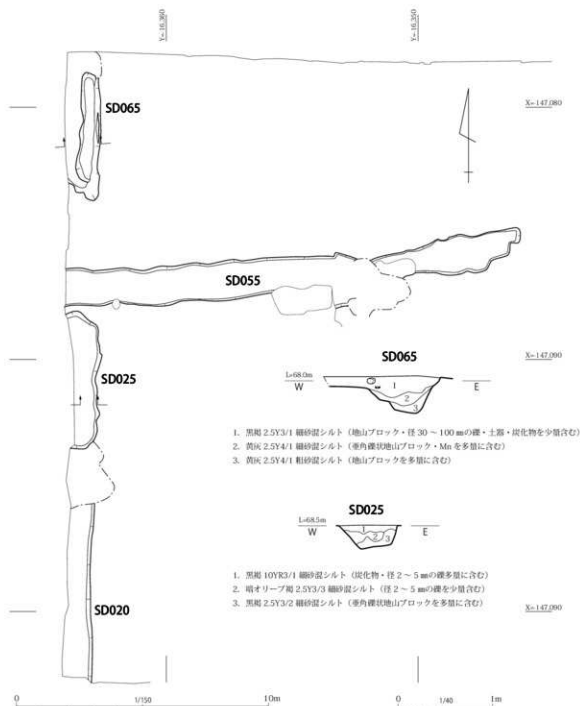 Y=-16,360
Y=-16,350
SD065
X=-147,080
SD055
SD025
X=-147,090
SD065
L=68.0m
W
E
1
2
3
1. 黒褐 2.5Y3/1 細砂混シルト（地山ブロック・径 30 ～ 100 ㎜の礫・土器・炭化物を少量含む）
2. 黄灰 2.5Y4/1 細砂混シルト（亜角礫状地山ブロック・Mn を多量に含む）
3. 黄灰 2.5Y4/1 粗砂混シルト（地山ブロックを多量に含む）
SD025
L=68.5m
W
E
1
2
3
1. 黒褐 10YR3/1 細砂混シルト（炭化物・径 2 ～ 5 ㎜の礫多量に含む）
2. 暗オリーブ褐 2.5Y3/3 細砂混シルト（径 2 ～ 5 ㎜の礫を少量含む）
3. 黒褐 2.5Y3/2 細砂混シルト（亜角礫状地山ブロックを多量に含む）
SD020
X=-147,090
0
1/150
10m
0
1/40
1m